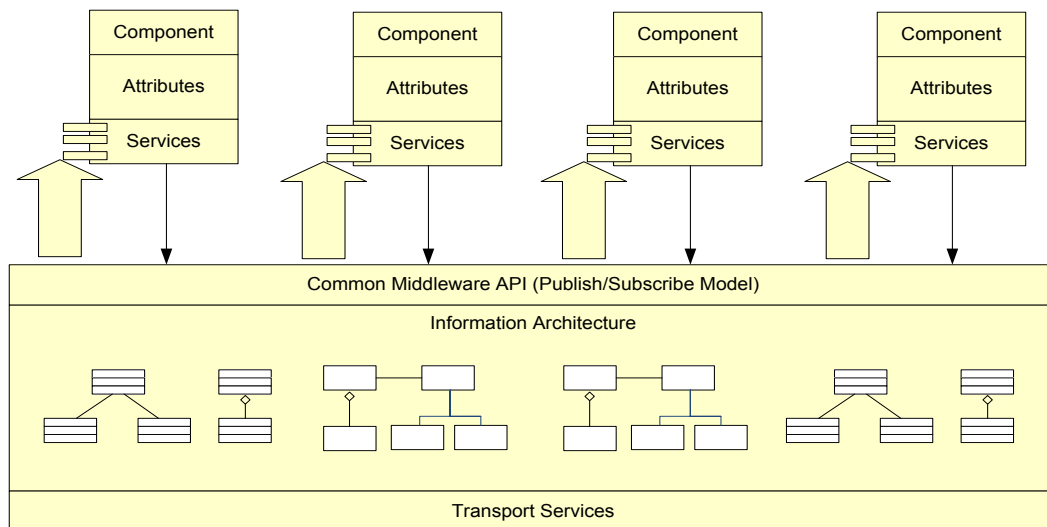 Component
Attributes
Services
Component
Attributes
Services
Component
Attributes
Services
Component
Attributes
Services
Common Middleware API (Publish/Subscribe Model)
Information Architecture
Transport Services